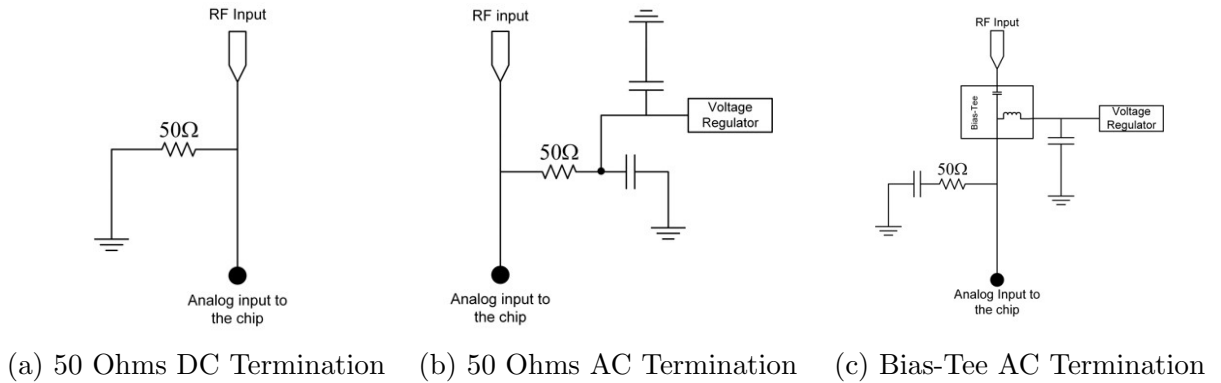 RF Input
50Ω
Analog input to
the chip
(a) 50 Ohms DC Termination
RF input
Voltage
Regulator
50Ω
Analog input to
the chip
(b) 50 Ohms AC Termination
RF Input
Bias-Tee
Voltage
Regulator
50Ω
Analog Input to
the chip
(c) Bias-Tee AC Termination